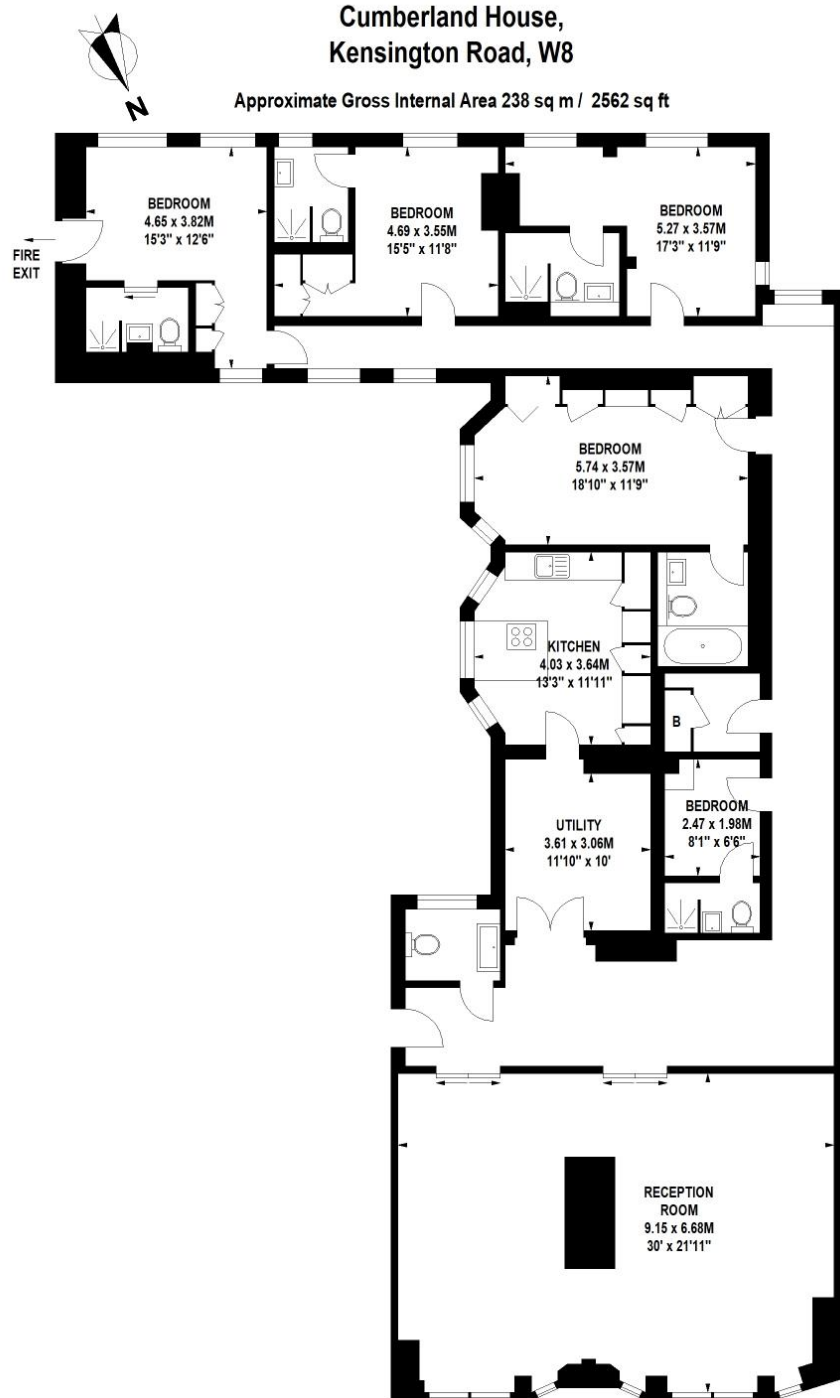 Cumberland House,
Kensington Road, W8
Approximate Gross Internal Area 238 sq m / 2562 sq ft
N
BEDROOM
4.65 x 3.82M
15'3" x 12'6"
FIRE
EXIT
BEDROOM
4.69 x 3.55M
15'5" x 11'8"
BEDROOM
5.27 x 3.57M
17'3" x 11'9"
BEDROOM
5.74 x 3.57M
18'10" x 11'9"
KITCHEN
4.03 x 3.64M
13'3" x 11'11"
B
BEDROOM
2.47 x 1.98M
8'1" x 6'6"
UTILITY
3.61 x 3.06M
11'10" x 10'
RECEPTION
ROOM
9.15 x 6.68M
30' x 21'11"